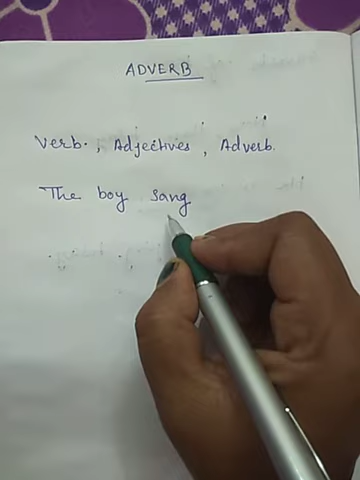 ADVERB
Verb. , Adjectives , Adverb.
The boy sang